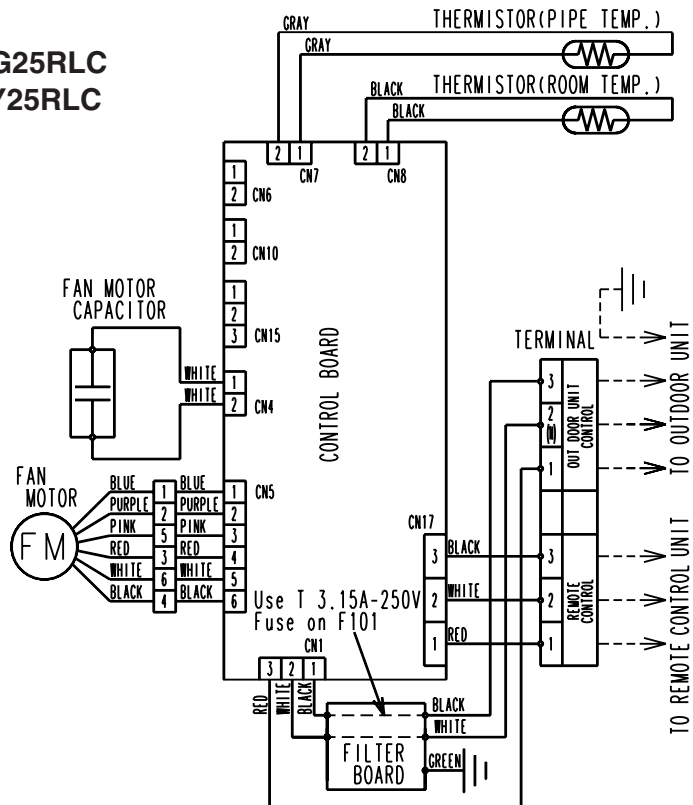 G25RLC
Y25RLC
GRAY
THERMISTOR(PIPE TEMP.)
GRAY
BLACK
THERMISTOR(ROOM TEMP.)
BLACK
2 1
CN7
2 1
CN8
1
2
CN6
1
2
CN10
1
2
3
CN15
FAN MOTOR
CAPACITOR
WHITE
WHITE
1
2
CN4
CONTROL BOARD
FAN
MOTOR
FM
BLUE 1 BLUE 1
PURPLE 2 PURPLE 2
PINK 5 PINK 3
RED 3 RED 4
WHITE 6 WHITE 5
BLACK 4 BLACK 6
CN5
CN17
3 BLACK 3
2 WHITE 2
1 RED 1
TERMINAL
3
2
(N)
1
OUT DOOR UNIT
CONTROL
REMOTE
CONTROL
TO OUTDOOR UNIT
TO REMOTE CONTROL UNIT
Use T 3.15A-250V
Fuse on F101
CN1
3 2 1
RED
WHITE
BLACK
BLACK
WHITE
GREEN
FILTER
BOARD